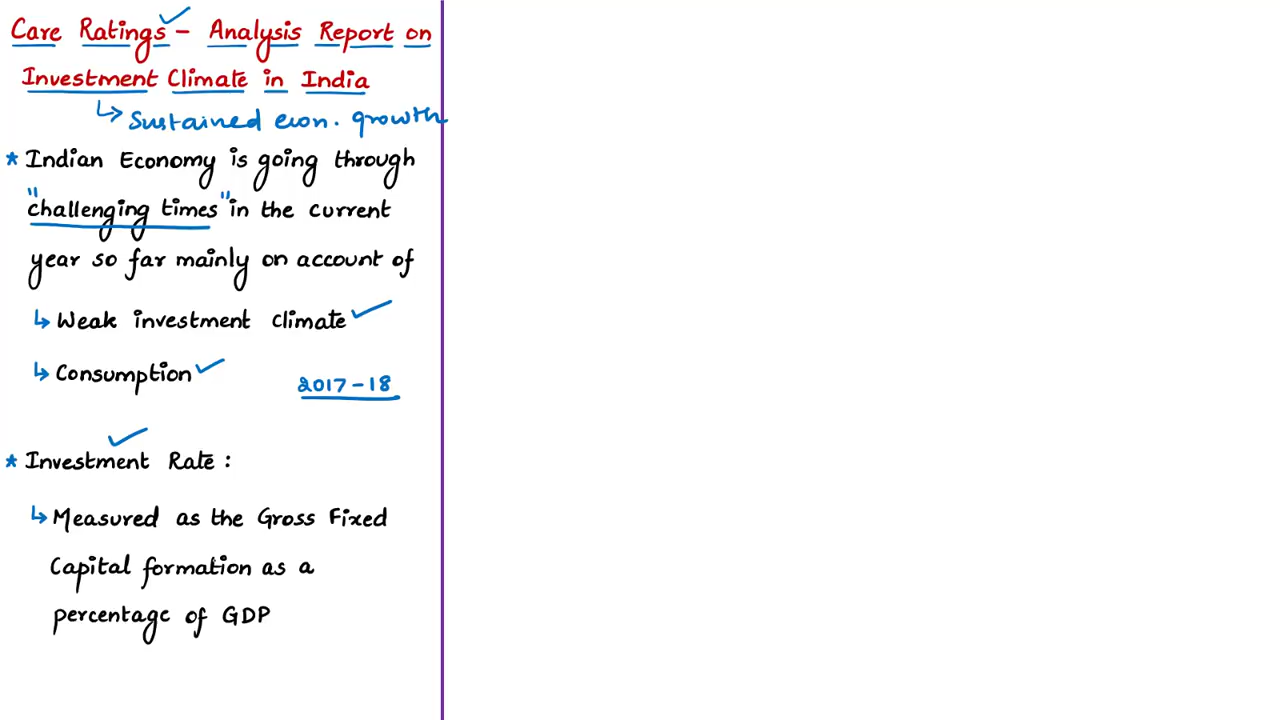 Care Ratings - Analysis Report on
Investment Climate in India
↳ Sustained econ. growth
* Indian Economy is going through
"challenging times" in the current
year so far mainly on account of
↳ Weak investment climate
↳ Consumption
2017-18
* Investment Rate :
↳ Measured as the Gross Fixed
Capital formation as a
percentage of GDP